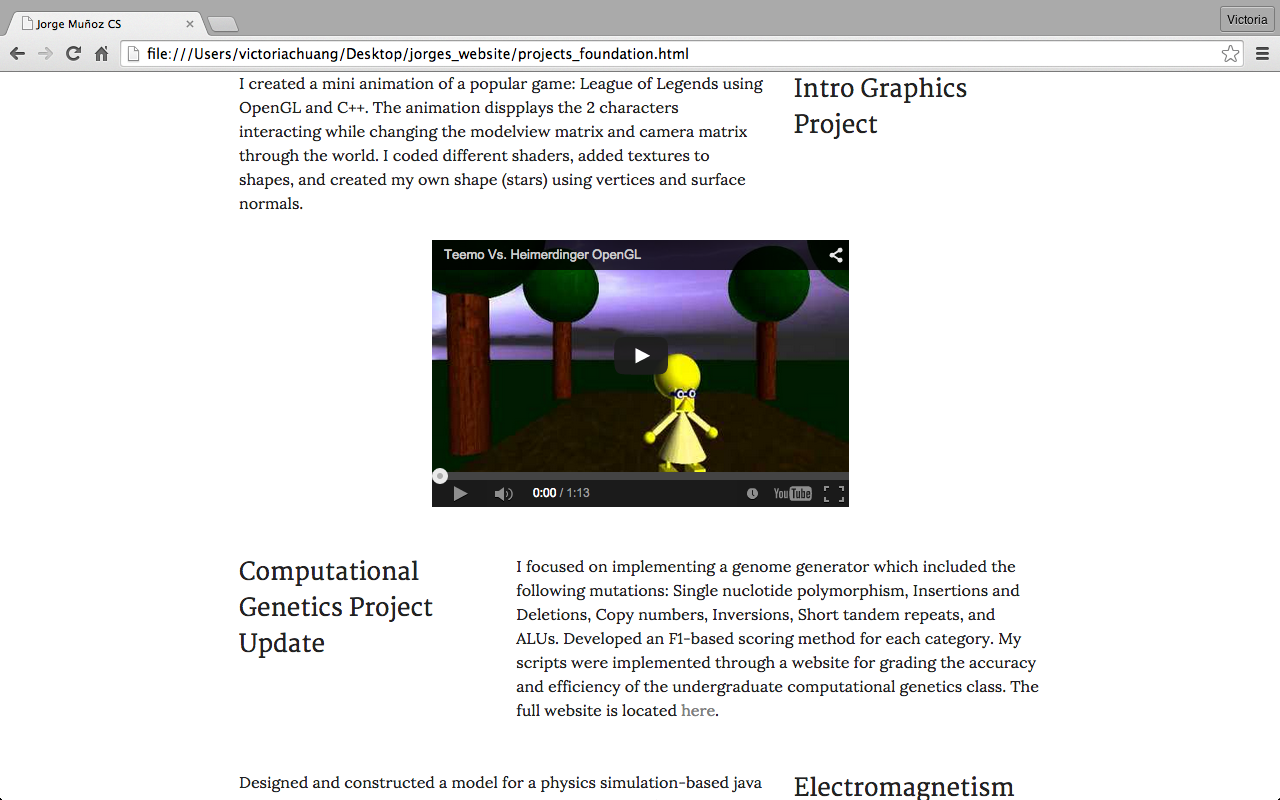 Jorge Muñoz CS
Victoria
file:///Users/victoriachuang/Desktop/jorges_website/projects_foundation.html
I created a mini animation of a popular game: League of Legends using
OpenGL and C++. The animation dispplays the 2 characters
interacting while changing the modelview matrix and camera matrix
through the world. I coded different shaders, added textures to
shapes, and created my own shape (stars) using vertices and surface
normals.
Intro Graphics
Project
Teemo Vs. Heimerdinger OpenGL
0:00 / 1:13
YouTube
Computational
Genetics Project
Update
I focused on implementing a genome generator which included the
following mutations: Single nuclotide polymorphism, Insertions and
Deletions, Copy numbers, Inversions, Short tandem repeats, and
ALUs. Developed an F1-based scoring method for each category. My
scripts were implemented through a website for grading the accuracy
and efficiency of the undergraduate computational genetics class. The
full website is located here.
Designed and constructed a model for a physics simulation-based java
Electromagnetism